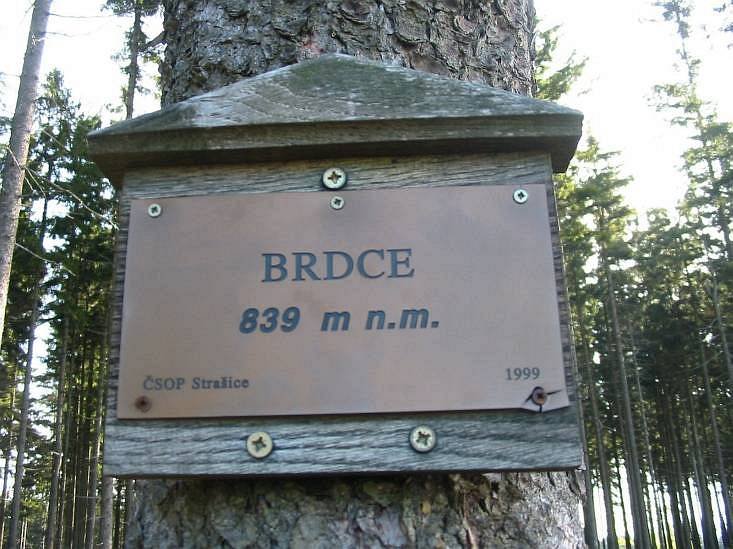 BRDCE
839 m n.m.
ČSOP Strašice 1999